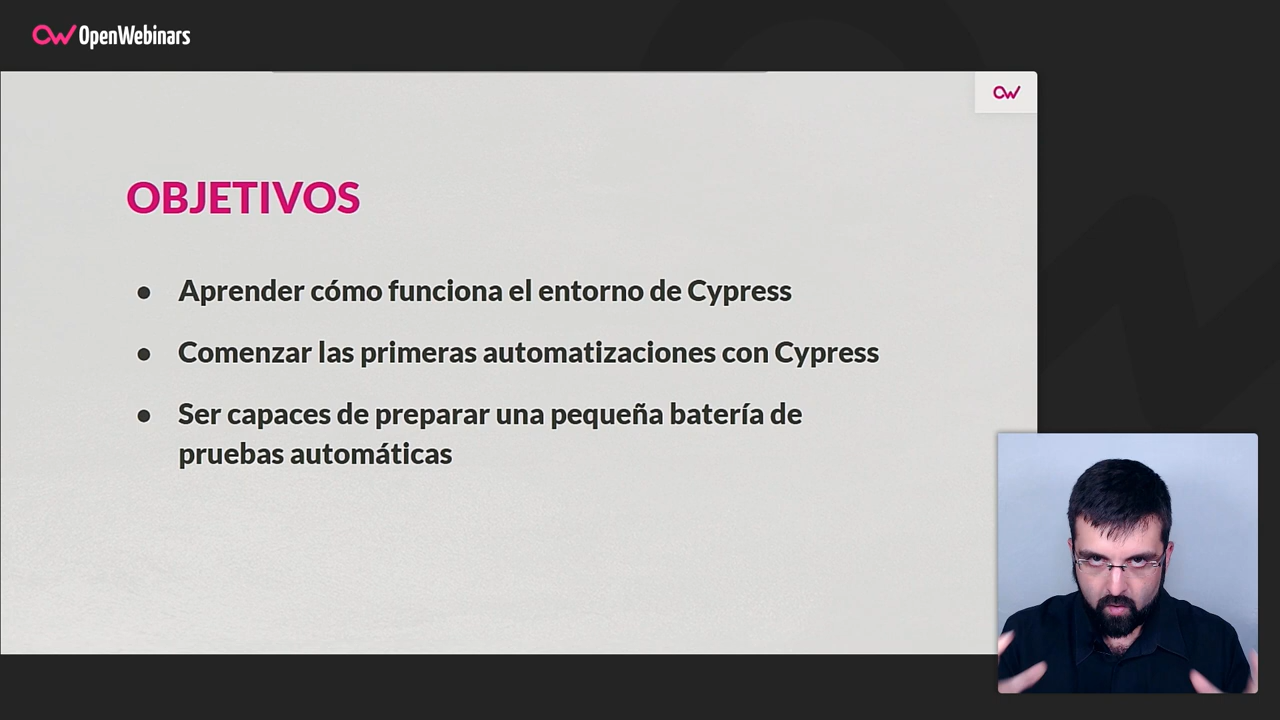 OpenWebinars
OBJETIVOS
● Aprender cómo funciona el entorno de Cypress
● Comenzar las primeras automatizaciones con Cypress
● Ser capaces de preparar una pequeña batería de
pruebas automáticas